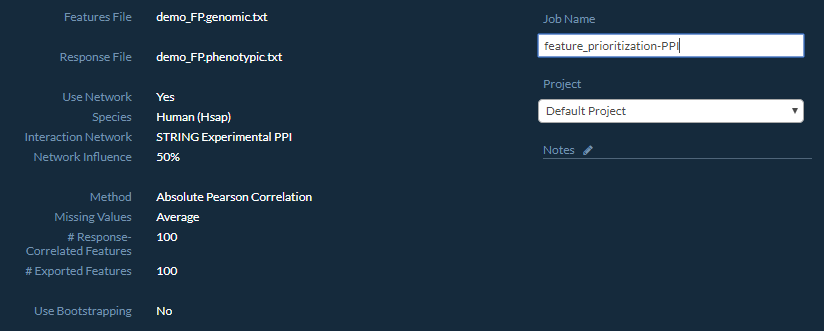 Features File demo_FP.genomic.txt
Response File demo_FP.phenotypic.txt
Use Network Yes
Species Human (Hsap)
Interaction Network STRING Experimental PPI
Network Influence 50%
Method Absolute Pearson Correlation
Missing Values Average
# Response- 100
Correlated Features
# Exported Features 100
Use Bootstrapping No
Job Name
feature_prioritization-PPI
Project
Default Project
Notes